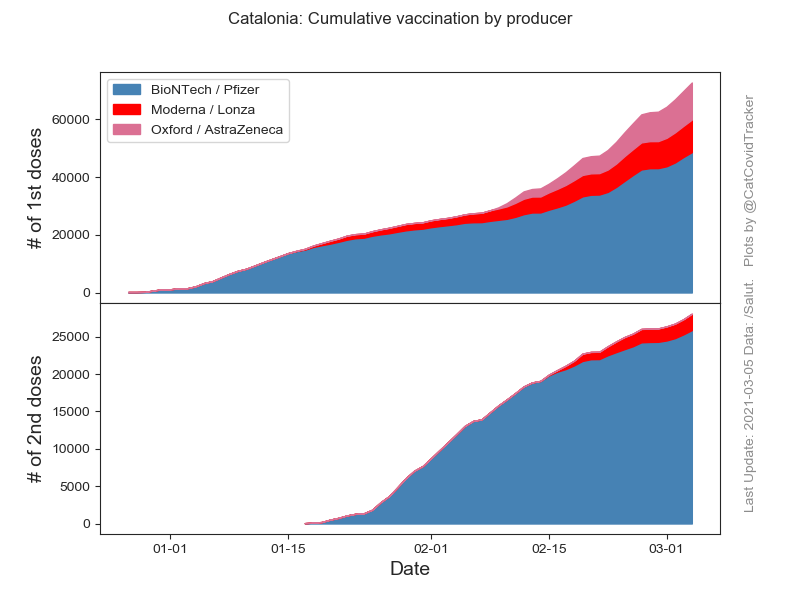 Catalonia: Cumulative vaccination by producer
BioNTech / Pfizer
Moderna / Lonza
Oxford / AstraZeneca
# of 1st doses
60000
40000
20000
0
# of 2nd doses
25000
20000
15000
10000
5000
0
01-01
01-15
02-01
02-15
03-01
Date
Last Update: 2021-03-05 Data: /Salut. Plots by @CatCovidTracker